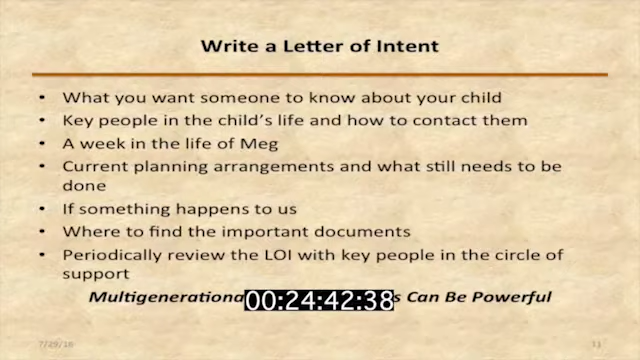 Write a Letter of Intent
• What you want someone to know about your child
• Key people in the child's life and how to contact them
• A week in the life of Meg
• Current planning arrangements and what still needs to be
done
• If something happens to us
• Where to find the important documents
• Periodically review the LOI with key people in the circle of
support
Multigenerational 00:24:42:38 s Can Be Powerful
7/29/16
11